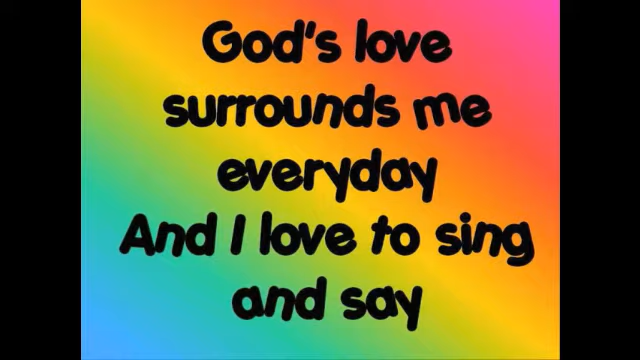 God's love
surrounds me
everyday
And I love to sing
and say